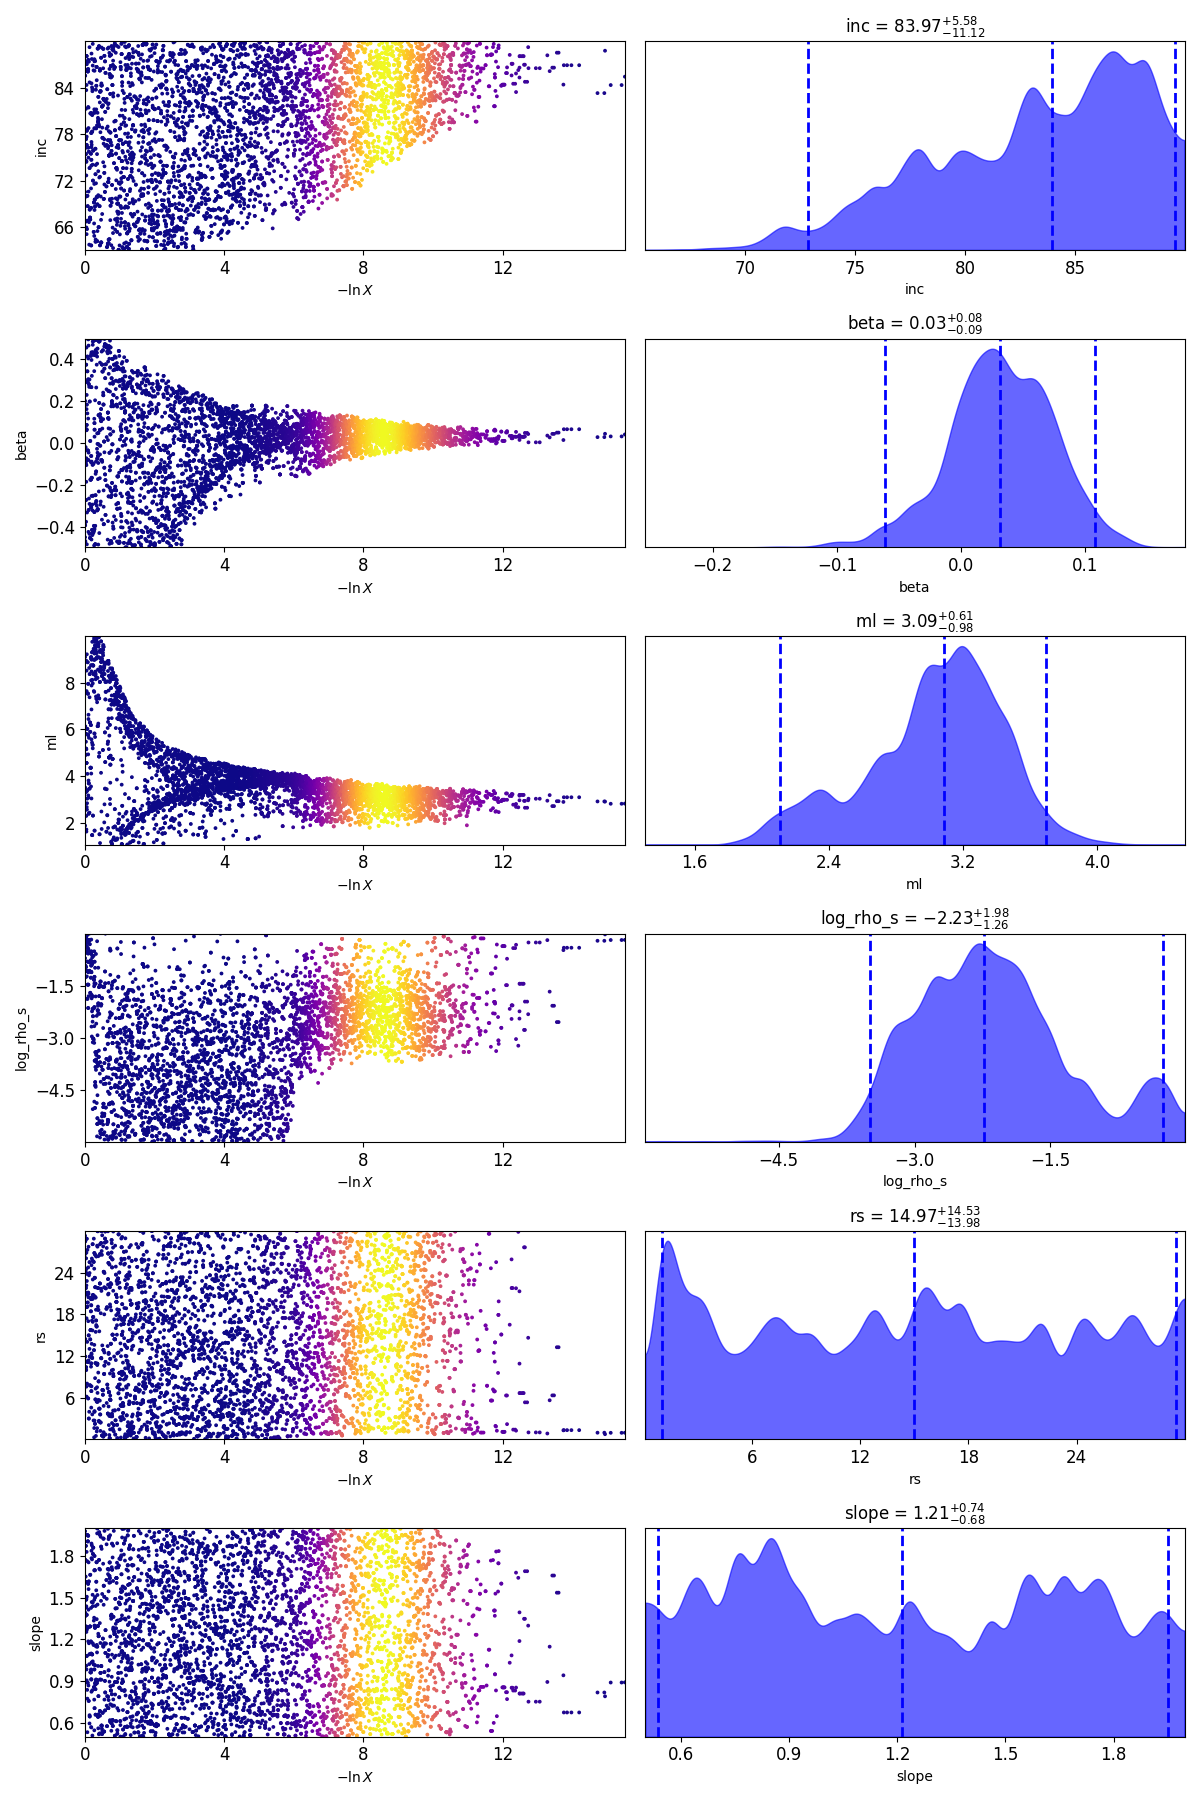 inc = 83.97+5.58−11.12
84
78
72
66
inc
0 4 8 12
−ln X
70 75 80 85
inc
beta = 0.03+0.08−0.09
0.4
0.2
0.0
−0.2
−0.4
beta
0 4 8 12
−ln X
−0.2 −0.1 0.0 0.1
beta
ml = 3.09+0.61−0.98
8
6
4
2
ml
0 4 8 12
−ln X
1.6 2.4 3.2 4.0
ml
log_rho_s = −2.23+1.98−1.26
−1.5
−3.0
−4.5
log_rho_s
0 4 8 12
−ln X
−4.5 −3.0 −1.5
log_rho_s
rs = 14.97+14.53−13.98
24
18
12
6
rs
0 4 8 12
−ln X
6 12 18 24
rs
slope = 1.21+0.74−0.68
1.8
1.5
1.2
0.9
0.6
slope
0 4 8 12
−ln X
0.6 0.9 1.2 1.5 1.8
slope